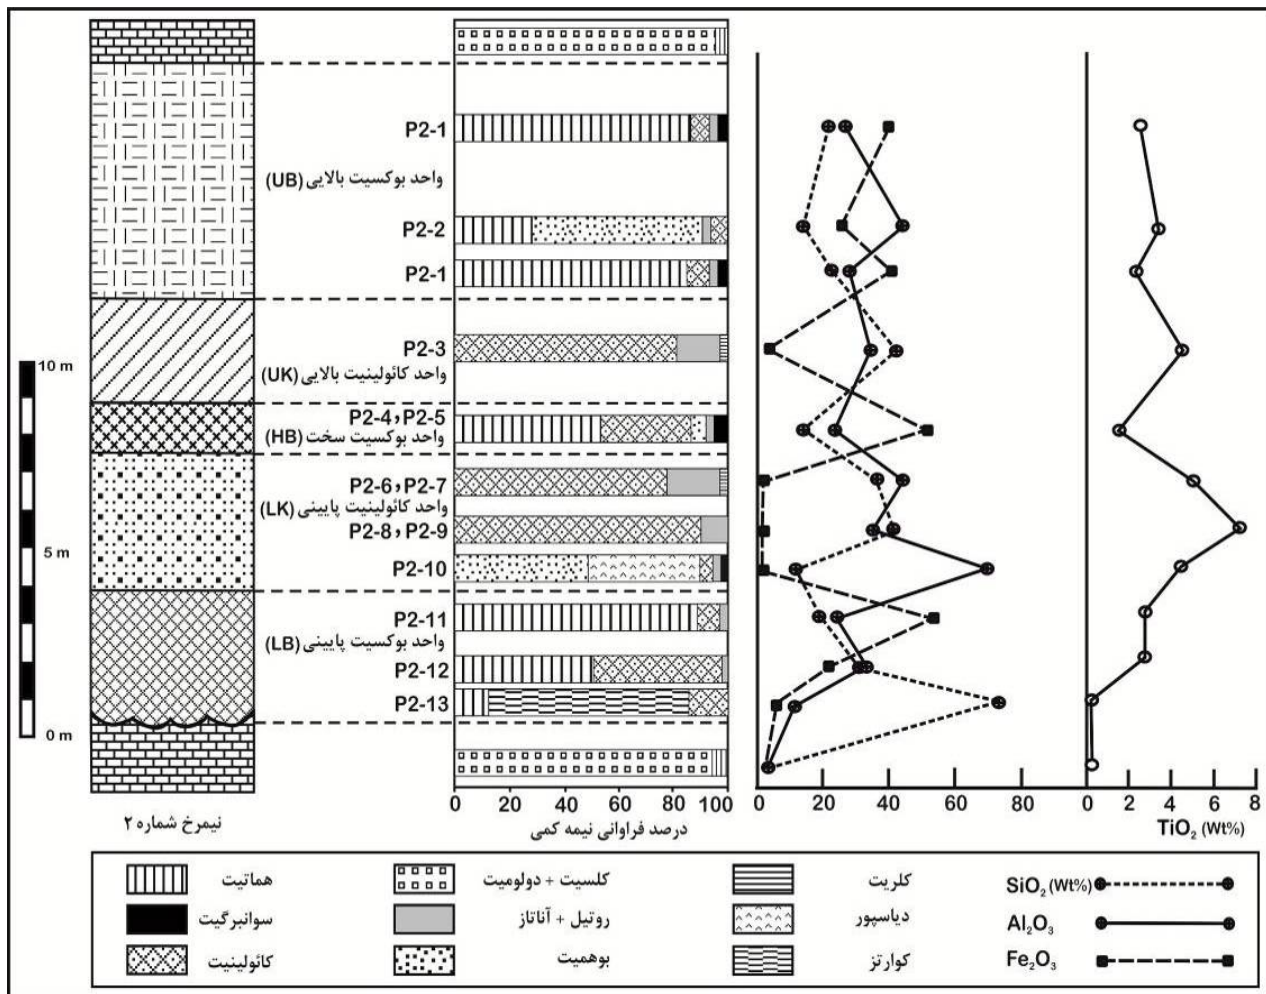 P2-1
واحد بوکسیت بالایی (UB)
P2-2
P2-1
P2-3
واحد کائولینیت بالایی (UK)
P2-4 و P2-5
واحد بوکسیت سخت (HB)
P2-6 و P2-7
واحد کائولینیت پایینی (LK)
P2-8 و P2-9
P2-10
P2-11
واحد بوکسیت پایینی (LB)
P2-12
P2-13
10 m
5 m
0 m
0 20 40 60 80 100
درصد فراوانی نیمه کمی
0 20 40 60 80
0 2 4 6 8
TiO₂ (Wt%)
نیمرخ شماره ۲
هماتیت
کلسیت + دولومیت
کلریت
SiO₂ (Wt%)
سوانبرگیت
روتیل + آناتاز
دیاسپور
Al₂O₃
کائولینیت
بوهمیت
کوارتز
Fe₂O₃